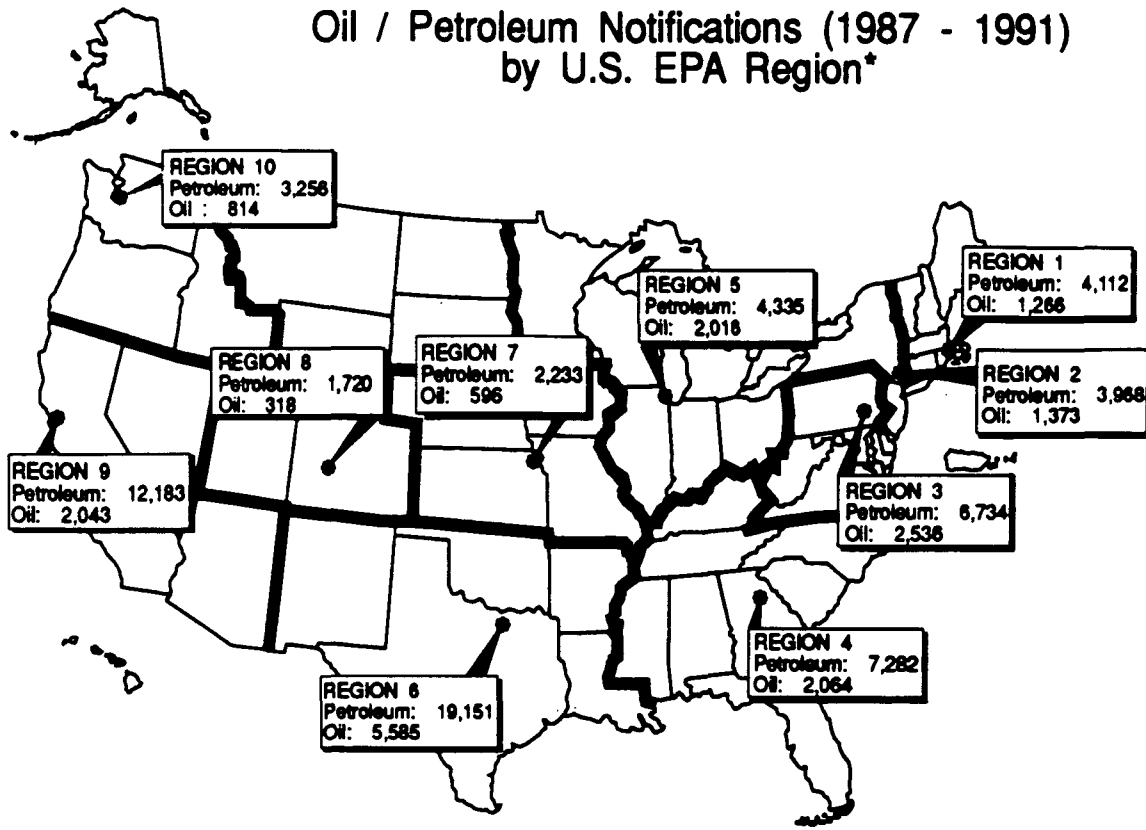 Oil / Petroleum Notifications (1987 - 1991)
by U.S. EPA Region*
REGION 10
Petroleum: 3,256
Oil : 814
REGION 1
Petroleum: 4,112
Oil: 1,266
REGION 5
Petroleum: 4,335
Oil: 2,018
REGION 7
Petroleum: 2,233
Oil: 596
REGION 8
Petroleum: 1,720
Oil: 318
REGION 2
Petroleum: 3,968
Oil: 1,373
REGION 9
Petroleum: 12,183
Oil: 2,043
REGION 3
Petroleum: 6,734
Oil: 2,536
REGION 4
Petroleum: 7,282
Oil: 2,064
REGION 6
Petroleum: 19,151
Oil: 5,585